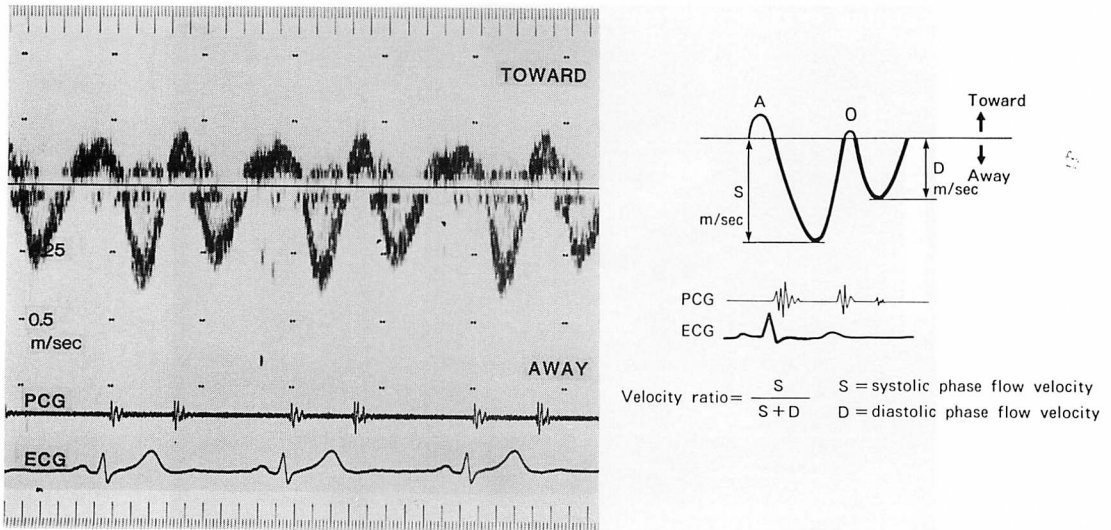 TOWARD
0.25
-0.5
m/sec
AWAY
PCG
ECG
A
O
Toward
Away
S
m/sec
D
m/sec
PCG
ECG
Velocity ratio= S / S+D
S = systolic phase flow velocity
D = diastolic phase flow velocity